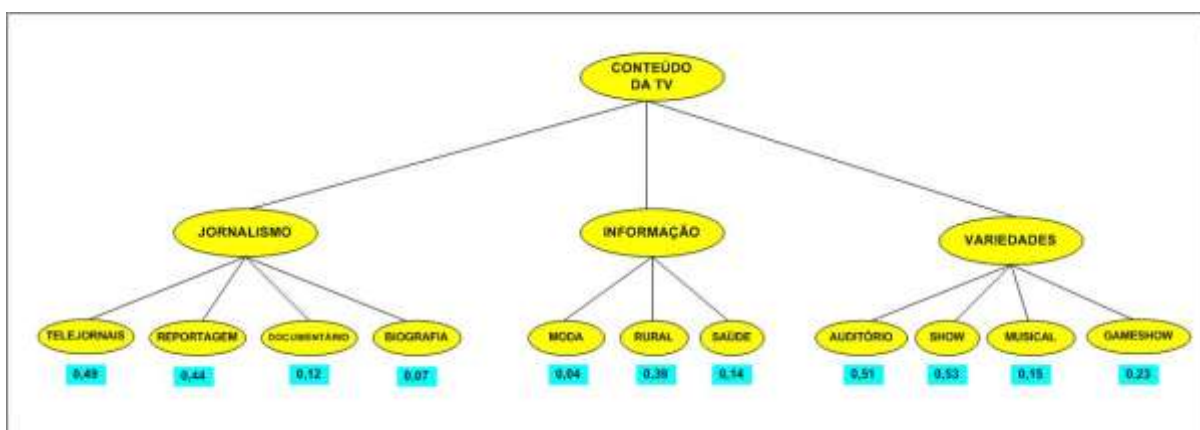 CONTEÚDO
DA TV
JORNALISMO
INFORMAÇÃO
VARIEDADES
TELEJORNAIS
REPORTAGEM
DOCUMENTÁRIO
BIOGRAFIA
MODA
RURAL
SAÚDE
AUDITÓRIO
SHOW
MUSICAL
GAMESHOW
0,49
0,44
0,12
0,07
0,04
0,39
0,14
0,51
0,53
0,15
0,23